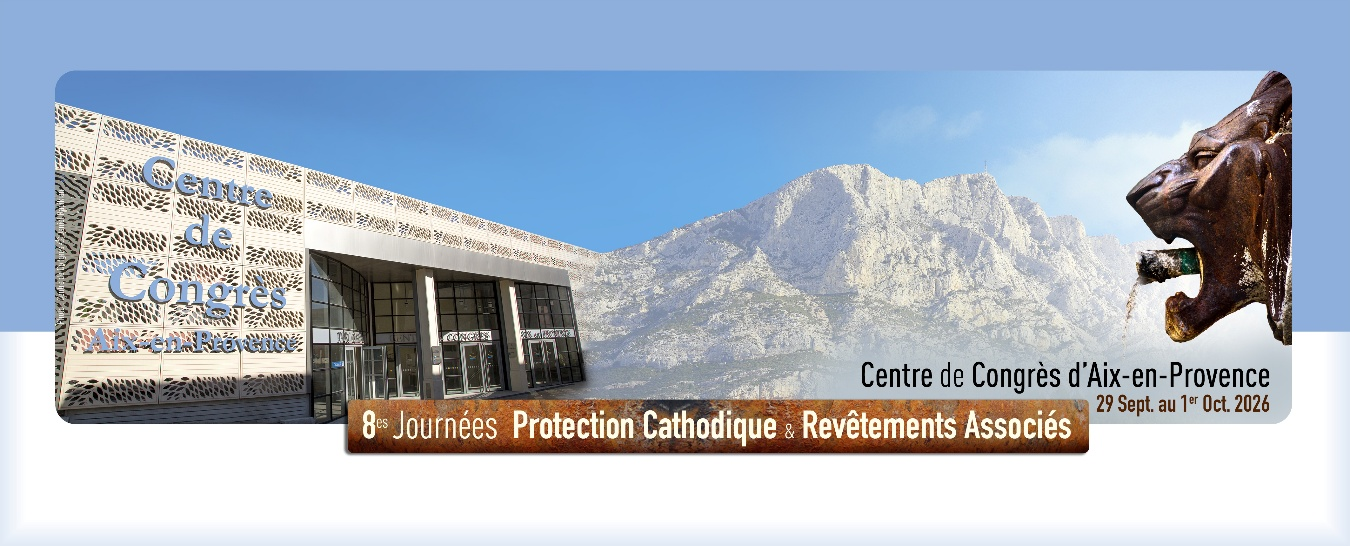 Centre
de
Congrès
Aix-en-Provence
CONGRÈS
Centre de Congrès d'Aix-en-Provence
29 Sept. au 1er Oct. 2026
8es Journées Protection Cathodique & Revêtements Associés